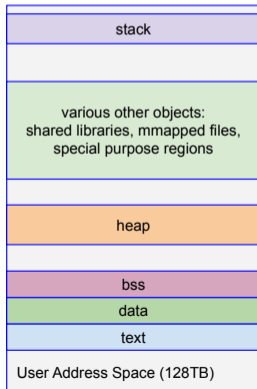 stack
various other objects:
shared libraries, mmapped files,
special purpose regions
heap
bss
data
text
User Address Space (128TB)